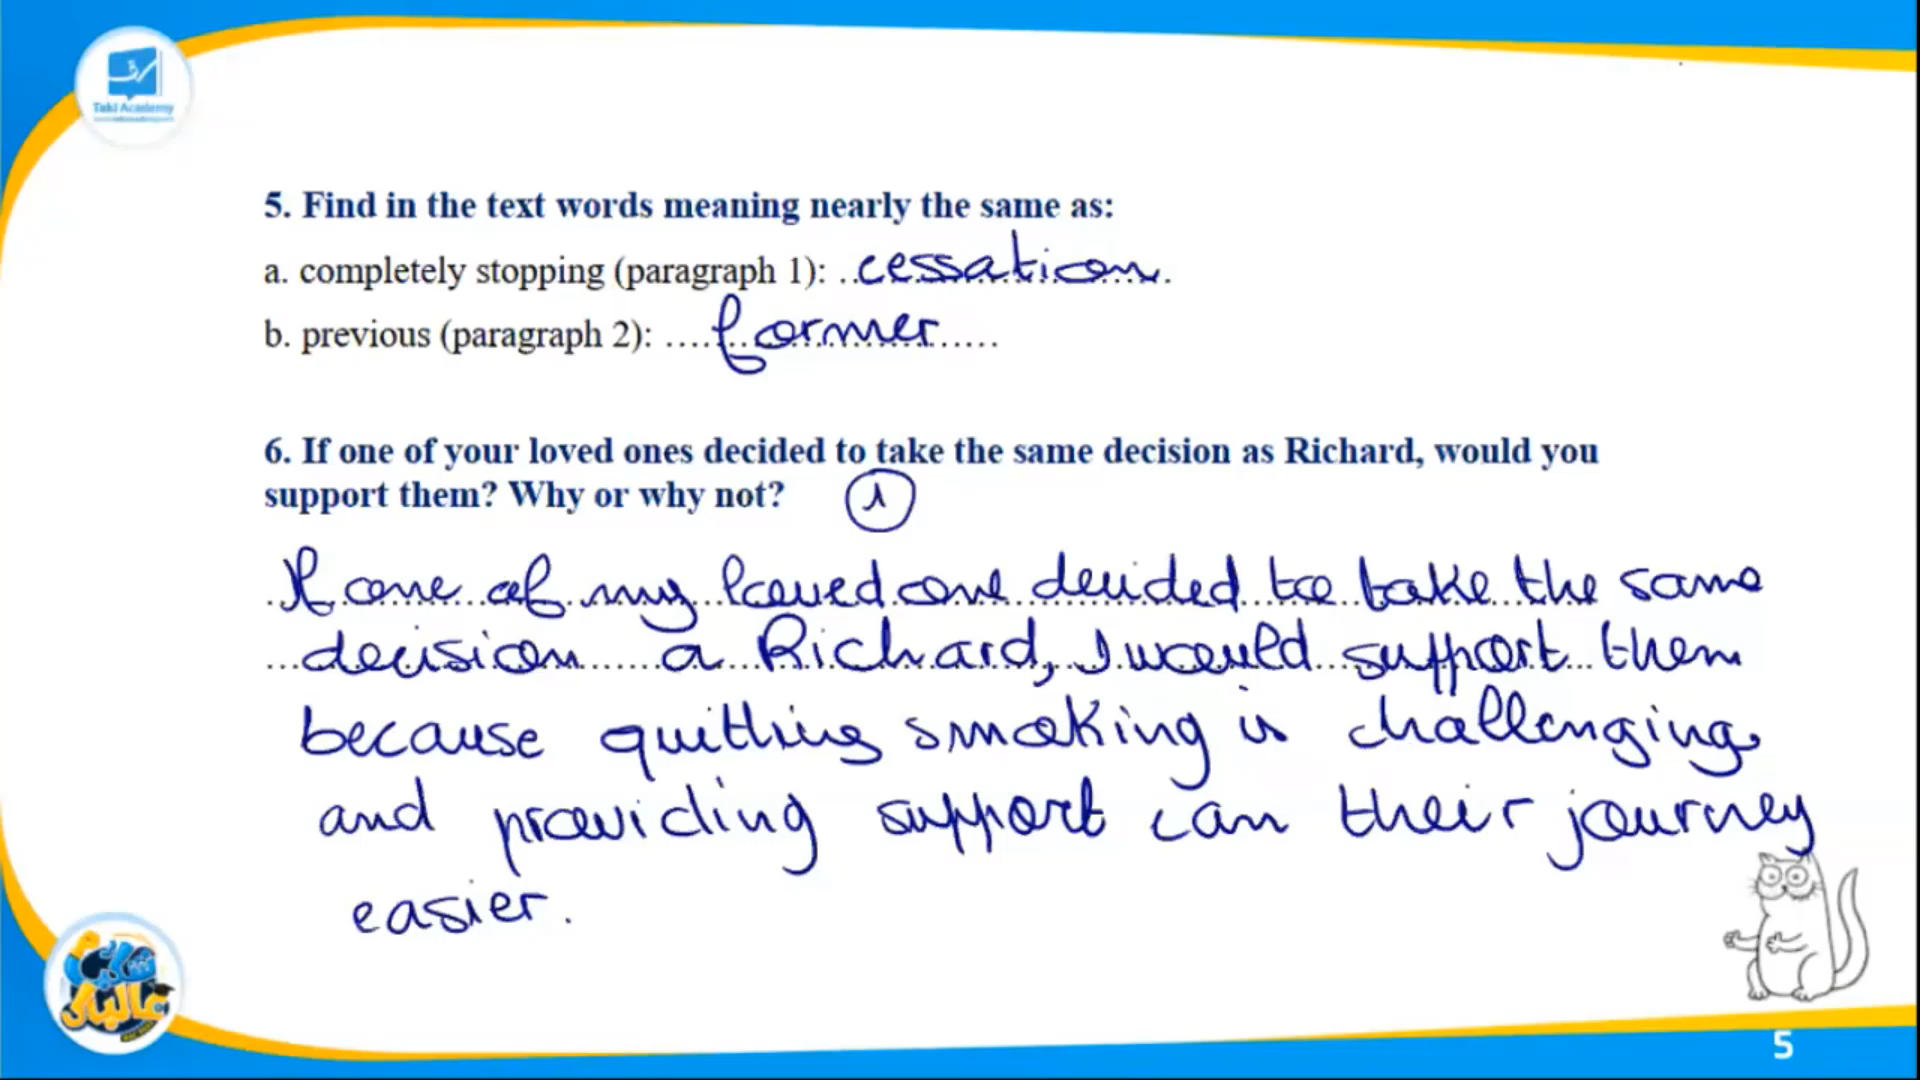 Taki Academy
5. Find in the text words meaning nearly the same as:
a. completely stopping (paragraph 1): ..cessation.
b. previous (paragraph 2): ....former.....
6. If one of your loved ones decided to take the same decision as Richard, would you
support them? Why or why not? 1
If one of my loved one decided to take the same
decision a Richard, I would support them
because quitting smoking is challenging
and providing support can their journey
easier.
5